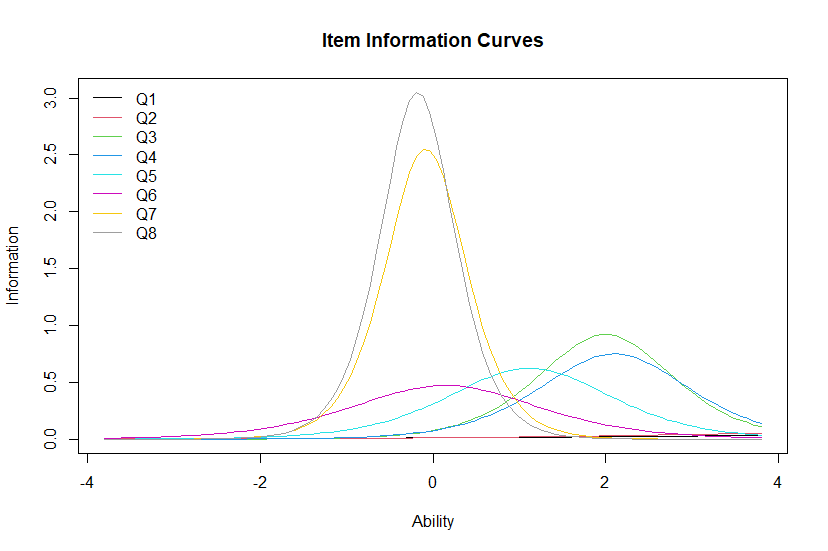 Item Information Curves
Q1
Q2
Q3
Q4
Q5
Q6
Q7
Q8
3.0
2.5
2.0
1.5
1.0
0.5
0.0
Information
-4
-2
0
2
4
Ability